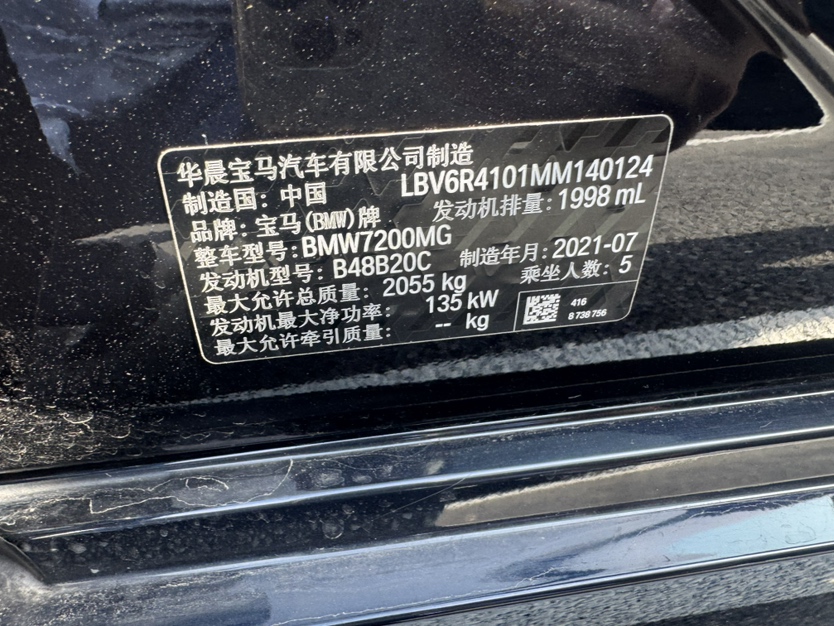 华晨宝马汽车有限公司制造
制造国：中国 LBV6R4101MM140124
品牌：宝马(BMW)牌 发动机排量：1998 mL
整车型号：BMW7200MG
发动机型号：B48B20C 制造年月：2021-07
最大允许总质量：2055 kg 乘坐人数：5
发动机最大净功率：135 kW
最大允许牵引质量：-- kg
416
8 738 756